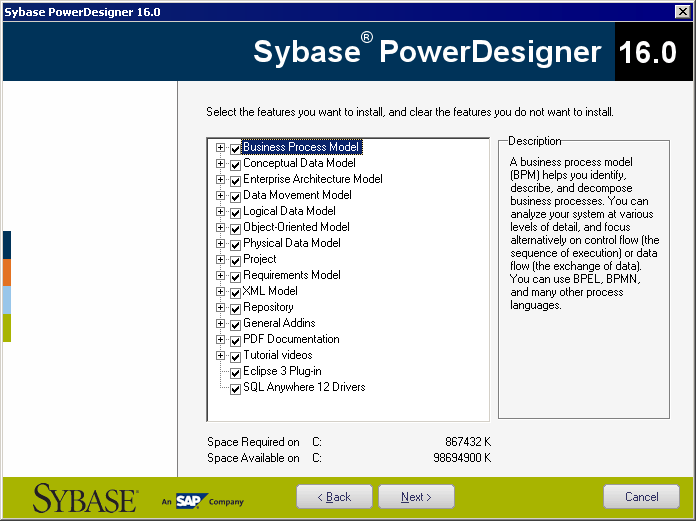 Sybase PowerDesigner 16.0
Sybase® PowerDesigner 16.0
Select the features you want to install, and clear the features you do not want to install.
Business Process Model
Conceptual Data Model
Enterprise Architecture Model
Data Movement Model
Logical Data Model
Object-Oriented Model
Physical Data Model
Project
Requirements Model
XML Model
Repository
General Addins
PDF Documentation
Tutorial videos
Eclipse 3 Plug-in
SQL Anywhere 12 Drivers
Description
A business process model
(BPM) helps you identify,
describe, and decompose
business processes. You can
analyze your system at various
levels of detail, and focus
alternatively on control flow (the
sequence of execution) or data
flow (the exchange of data).
You can use BPEL, BPMN,
and many other process
languages.
Space Required on C: 867432 K
Space Available on C: 98694900 K
SYBASE® An SAP Company
< Back
Next >
Cancel